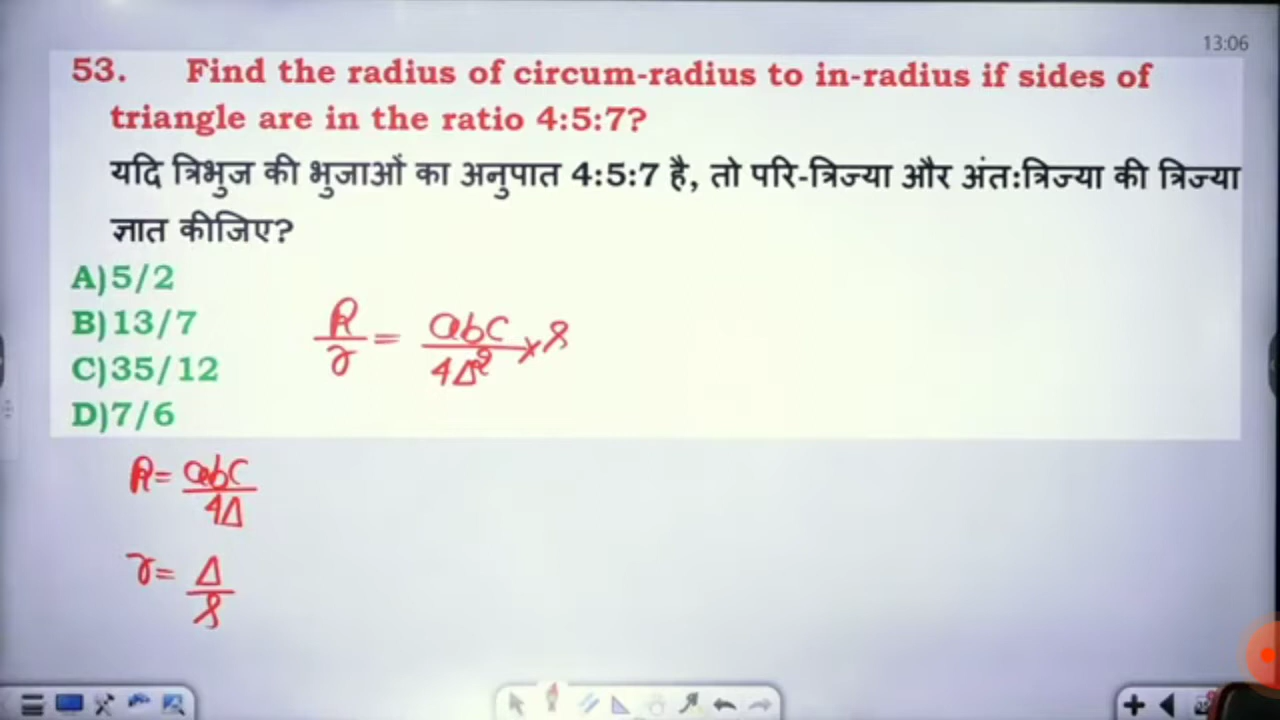 13:06
53. Find the radius of circum-radius to in-radius if sides of
triangle are in the ratio 4:5:7?
यदि त्रिभुज की भुजाओं का अनुपात 4:5:7 है, तो परि-त्रिज्या और अंतःत्रिज्या की त्रिज्या
ज्ञात कीजिए?
A)5/2
B)13/7
C)35/12
D)7/6
R/r = abc/4Δ² × s
R = abc/4Δ
r = Δ/s